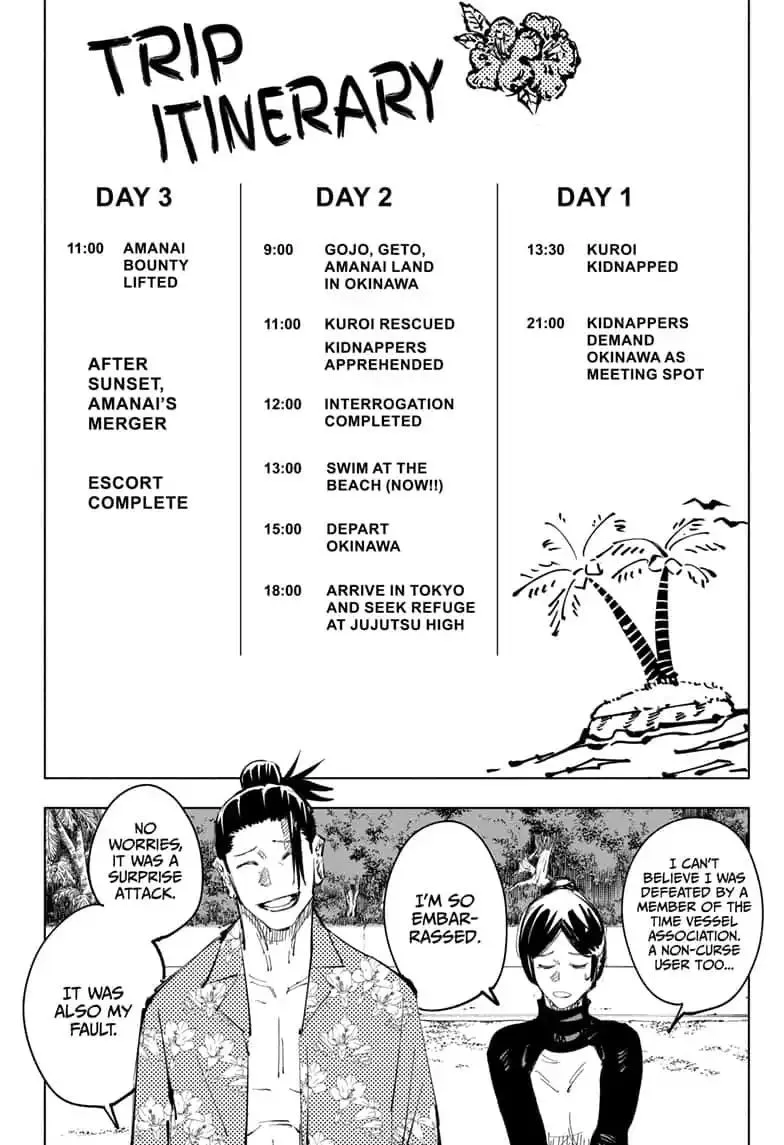 TRIP
ITINERARY
DAY 1
13:30 KUROI
KIDNAPPED
21:00 KIDNAPPERS
DEMAND
OKINAWA AS
MEETING SPOT
DAY 2
9:00 GOJO, GETO,
AMANAI LAND
IN OKINAWA
11:00 KUROI RESCUED
KIDNAPPERS
APPREHENDED
12:00 INTERROGATION
COMPLETED
13:00 SWIM AT THE
BEACH (NOW!!)
15:00 DEPART
OKINAWA
18:00 ARRIVE IN TOKYO
AND SEEK REFUGE
AT JUJUTSU HIGH
DAY 3
11:00 AMANAI
BOUNTY
LIFTED
AFTER
SUNSET,
AMANAI'S
MERGER
ESCORT
COMPLETE
I CAN'T
BELIEVE I WAS
DEFEATED BY A
MEMBER OF THE
TIME VESSEL
ASSOCIATION.
A NON-CURSE
USER TOO...
I'M SO
EMBAR-
RASSED.
NO
WORRIES,
IT WAS A
SURPRISE
ATTACK.
IT WAS
ALSO MY
FAULT.